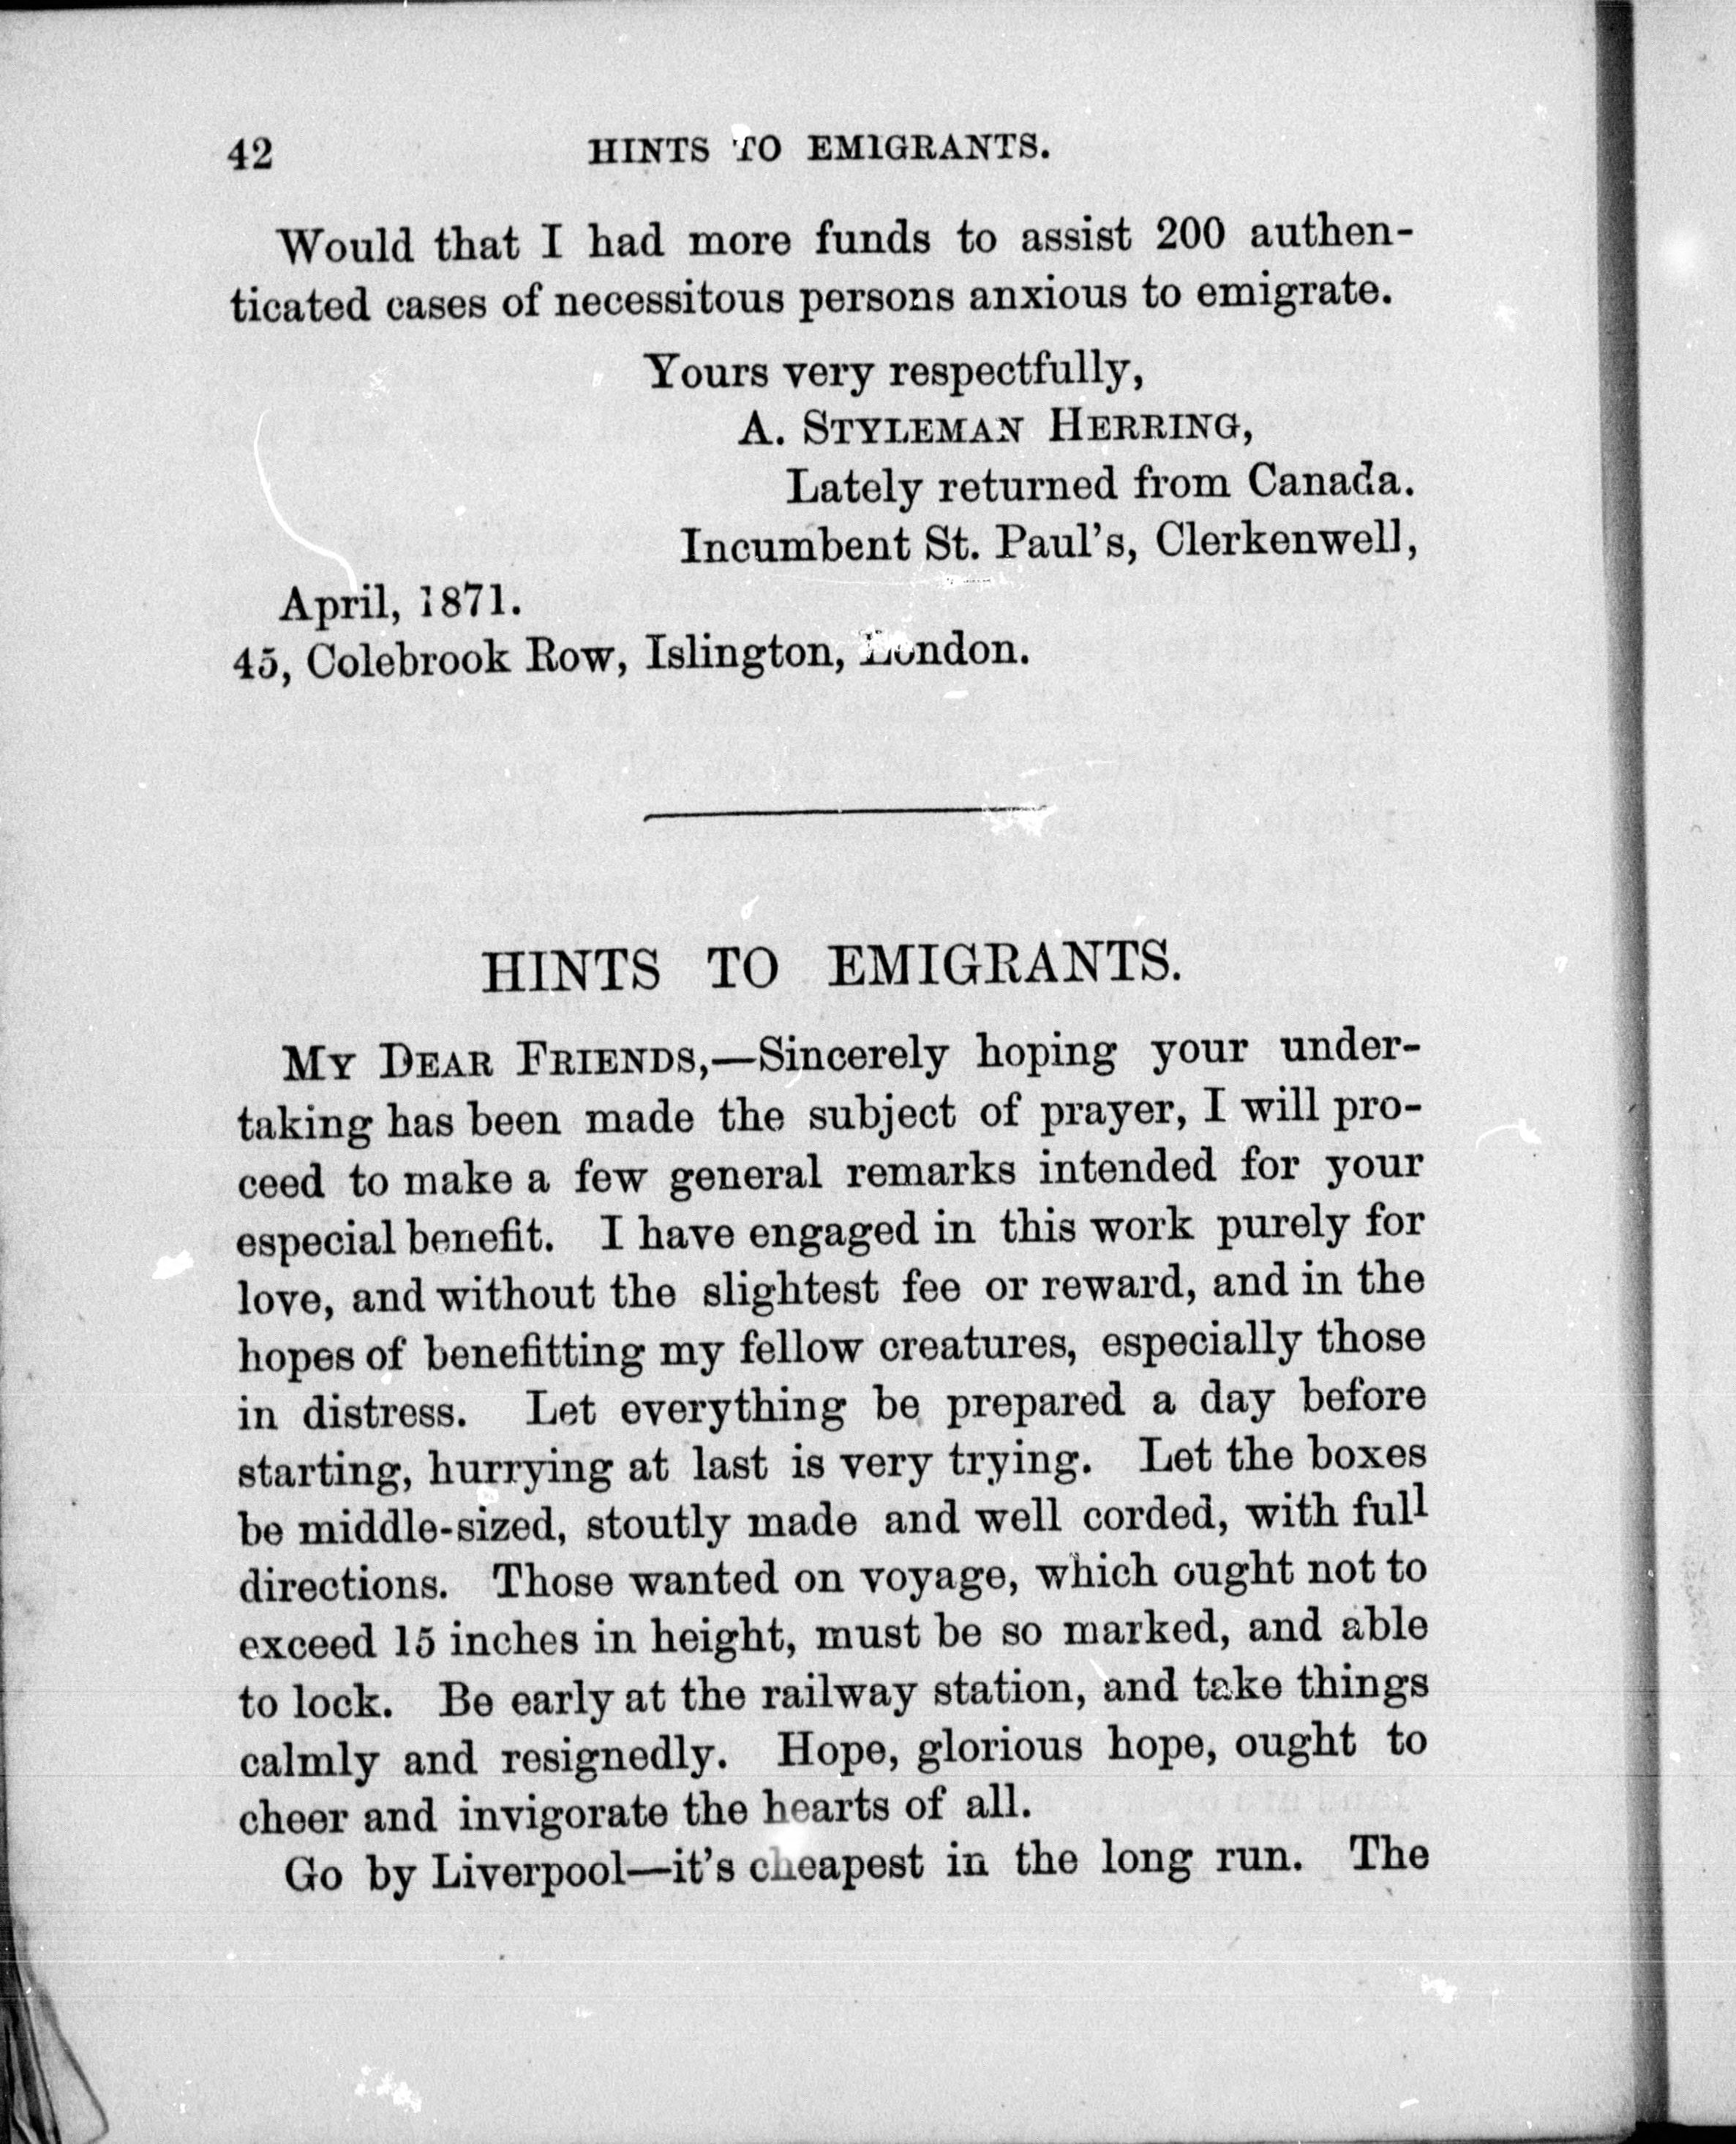 42 HINTS TO EMIGRANTS.
Would that I had more funds to assist 200 authen-
ticated cases of necessitous persons anxious to emigrate.
Yours very respectfully,
A. STYLEMAN HERRING,
Lately returned from Canada.
Incumbent St. Paul's, Clerkenwell,
April, 1871.
45, Colebrook Row, Islington, London.
HINTS TO EMIGRANTS.
MY DEAR FRIENDS,—Sincerely hoping your under-
taking has been made the subject of prayer, I will pro-
ceed to make a few general remarks intended for your
especial benefit. I have engaged in this work purely for
love, and without the slightest fee or reward, and in the
hopes of benefitting my fellow creatures, especially those
in distress. Let everything be prepared a day before
starting, hurrying at last is very trying. Let the boxes
be middle-sized, stoutly made and well corded, with full
directions. Those wanted on voyage, which ought not to
exceed 15 inches in height, must be so marked, and able
to lock. Be early at the railway station, and take things
calmly and resignedly. Hope, glorious hope, ought to
cheer and invigorate the hearts of all.
Go by Liverpool—it's cheapest in the long run. The